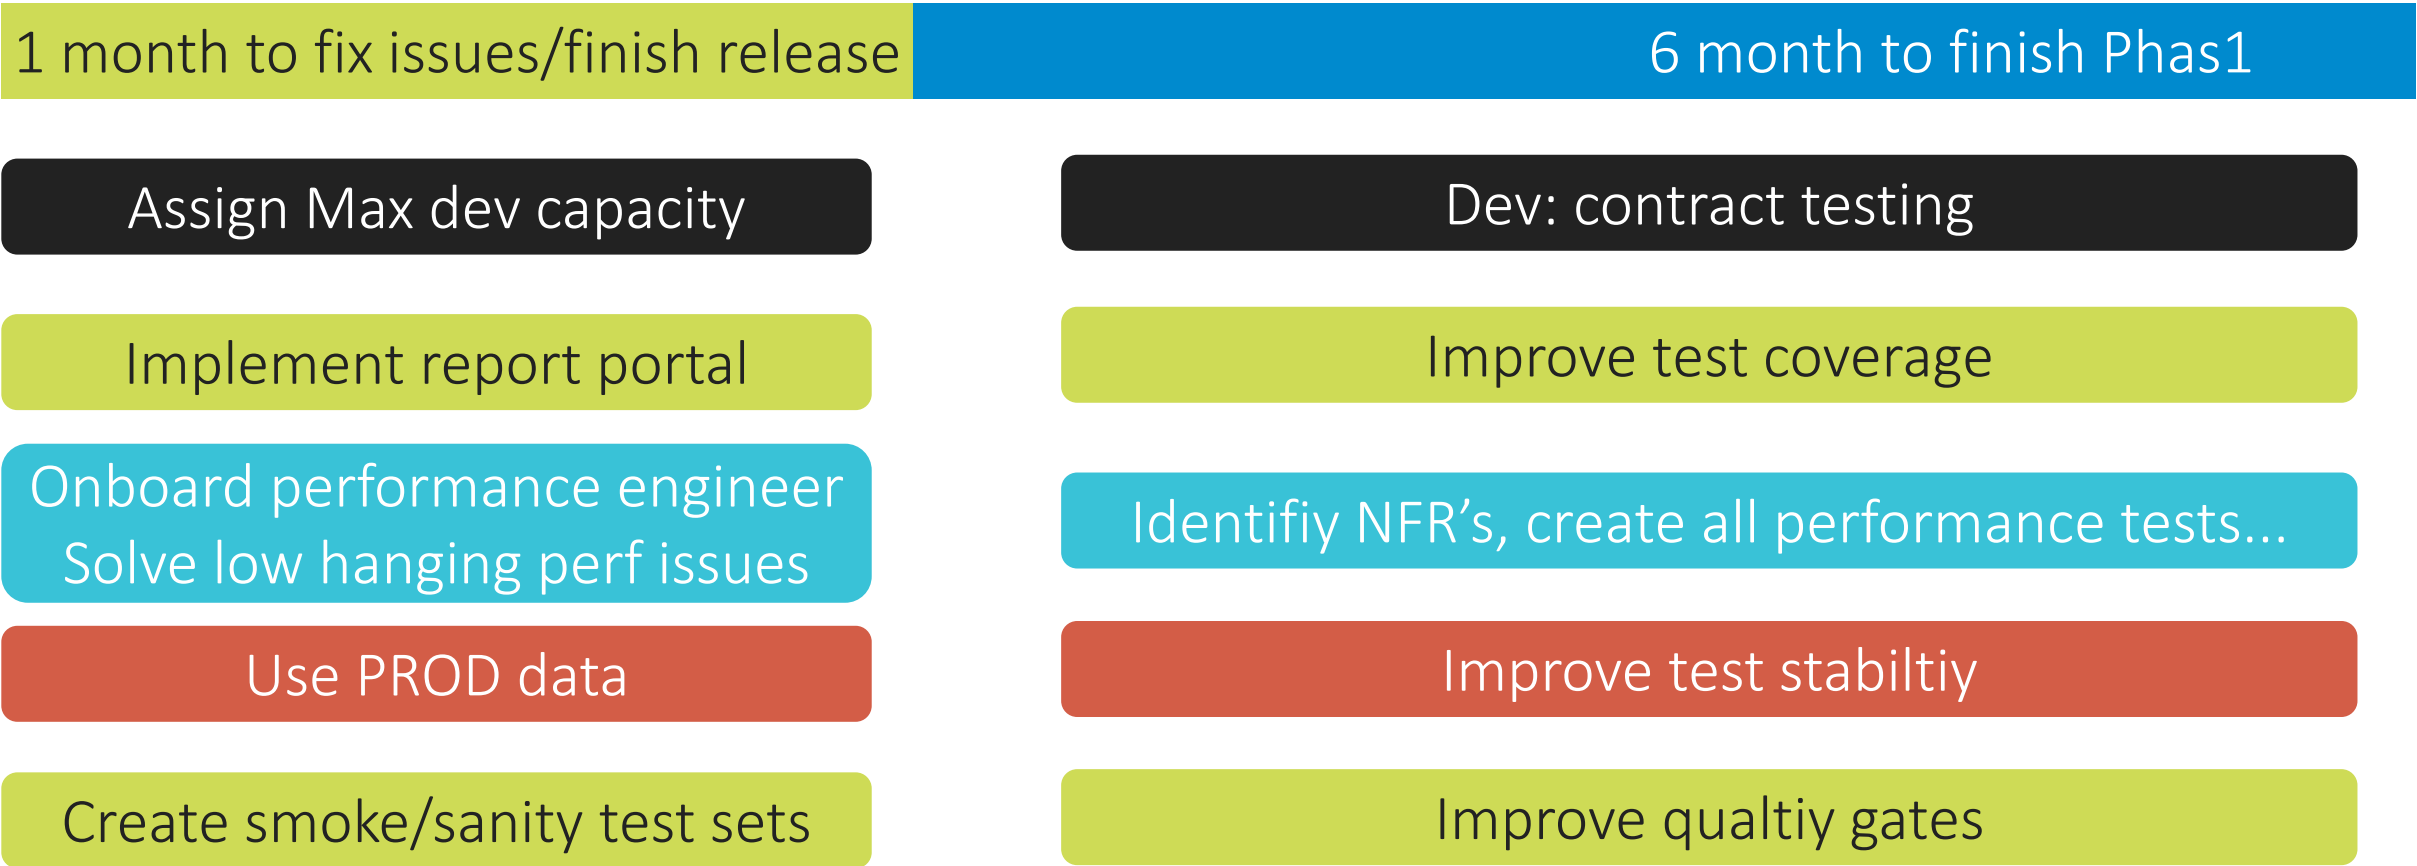 1 month to fix issues/finish release
6 month to finish Phas1
Assign Max dev capacity
Dev: contract testing
Implement report portal
Improve test coverage
Onboard performance engineer
Solve low hanging perf issues
Identifiy NFR’s, create all performance tests...
Use PROD data
Improve test stabiltiy
Create smoke/sanity test sets
Improve qualtiy gates